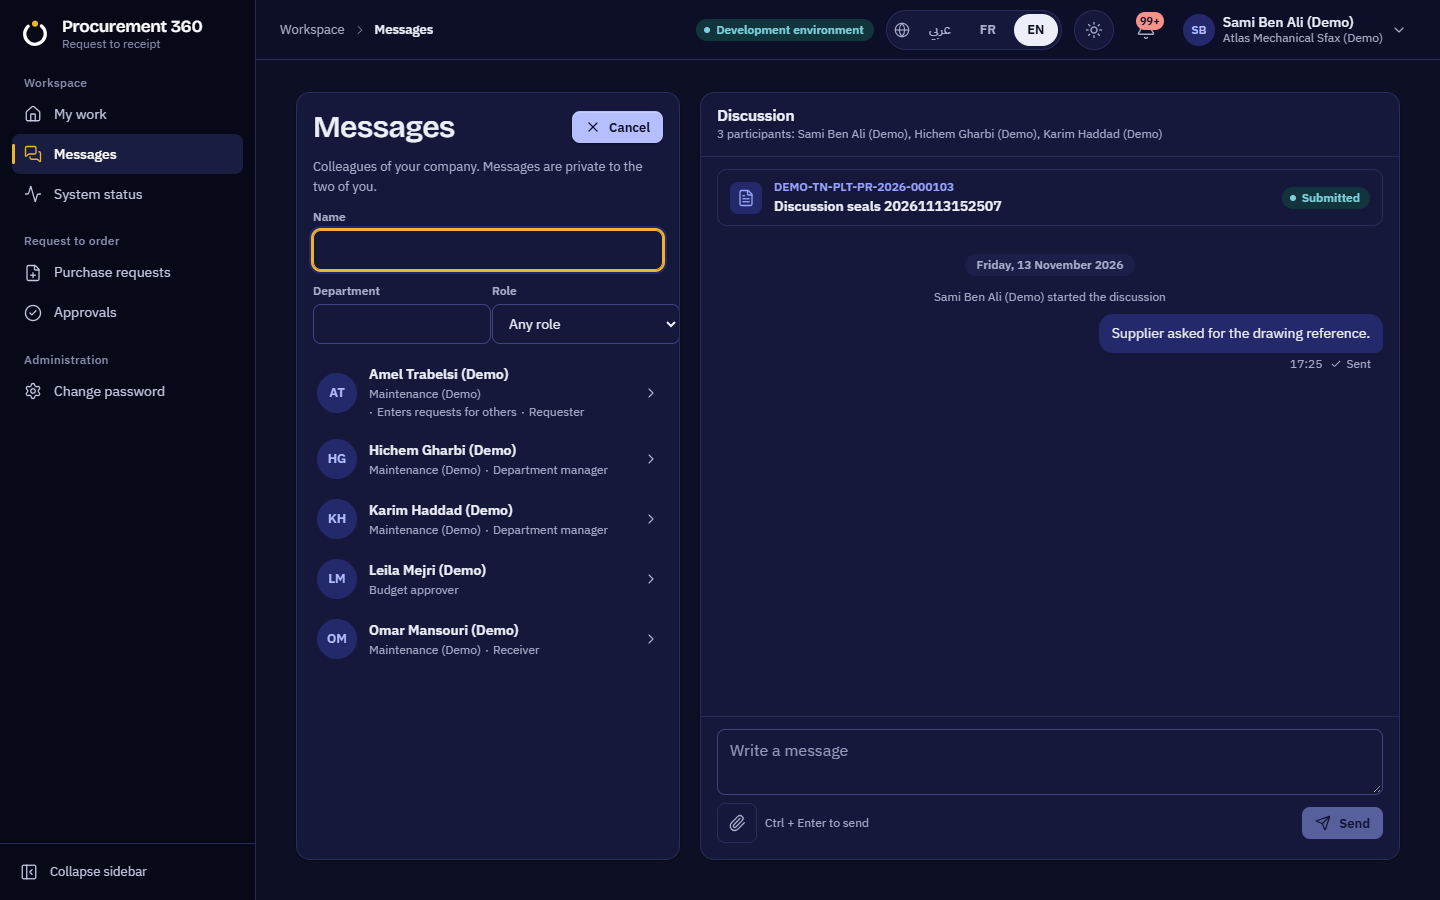 Procurement 360
Request to receipt
Workspace
My work
Messages
System status
Request to order
Purchase requests
Approvals
Administration
Change password
Collapse sidebar
Workspace
Messages
Development environment
عربي
FR
EN
99+
SB
Sami Ben Ali (Demo)
Atlas Mechanical Sfax (Demo)
Messages
Cancel
Colleagues of your company. Messages are private to the
two of you.
Name
Department
Role
Any role
AT
Amel Trabelsi (Demo)
Maintenance (Demo)
· Enters requests for others · Requester
HG
Hichem Gharbi (Demo)
Maintenance (Demo) · Department manager
KH
Karim Haddad (Demo)
Maintenance (Demo) · Department manager
LM
Leila Mejri (Demo)
Budget approver
OM
Omar Mansouri (Demo)
Maintenance (Demo) · Receiver
Discussion
3 participants: Sami Ben Ali (Demo), Hichem Gharbi (Demo), Karim Haddad (Demo)
DEMO-TN-PLT-PR-2026-000103
Discussion seals 20261113152507
Submitted
Friday, 13 November 2026
Sami Ben Ali (Demo) started the discussion
Supplier asked for the drawing reference.
17:25 Sent
Write a message
Ctrl + Enter to send
Send